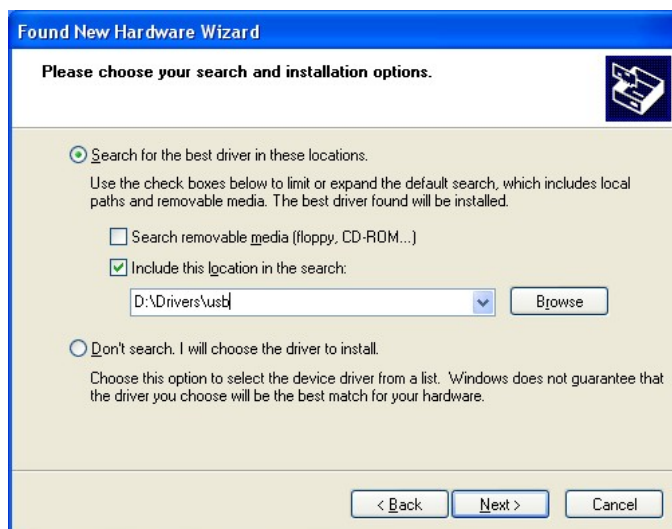 Found New Hardware Wizard
Please choose your search and installation options.
Search for the best driver in these locations.
Use the check boxes below to limit or expand the default search, which includes local
paths and removable media. The best driver found will be installed.
Search removable media (floppy, CD-ROM...)
Include this location in the search:
D:\Drivers\usb
Browse
Don't search. I will choose the driver to install.
Choose this option to select the device driver from a list. Windows does not guarantee that
the driver you choose will be the best match for your hardware.
< Back
Next >
Cancel